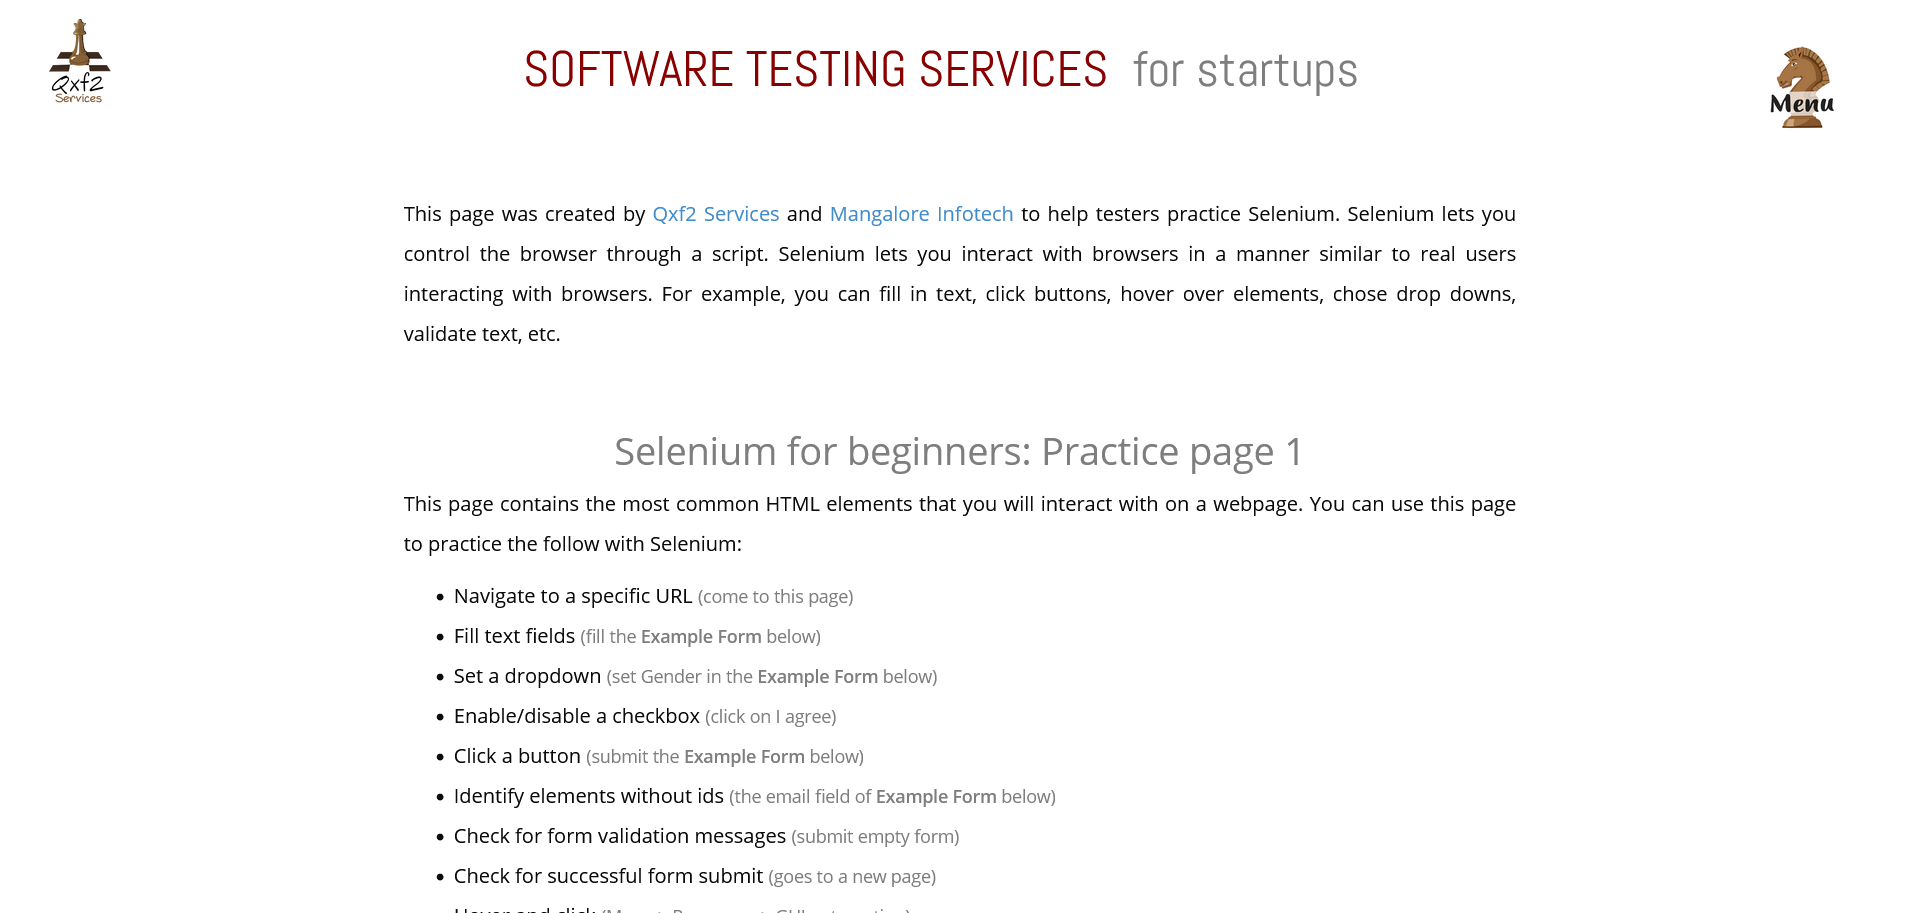 Qxf2
Services
SOFTWARE TESTING SERVICES for startups
Menu
This page was created by Qxf2 Services and Mangalore Infotech to help testers practice Selenium. Selenium lets you
control the browser through a script. Selenium lets you interact with browsers in a manner similar to real users
interacting with browsers. For example, you can fill in text, click buttons, hover over elements, chose drop downs,
validate text, etc.
Selenium for beginners: Practice page 1
This page contains the most common HTML elements that you will interact with on a webpage. You can use this page
to practice the follow with Selenium:
• Navigate to a specific URL (come to this page)
• Fill text fields (fill the Example Form below)
• Set a dropdown (set Gender in the Example Form below)
• Enable/disable a checkbox (click on I agree)
• Click a button (submit the Example Form below)
• Identify elements without ids (the email field of Example Form below)
• Check for form validation messages (submit empty form)
• Check for successful form submit (goes to a new page)
Hover and click